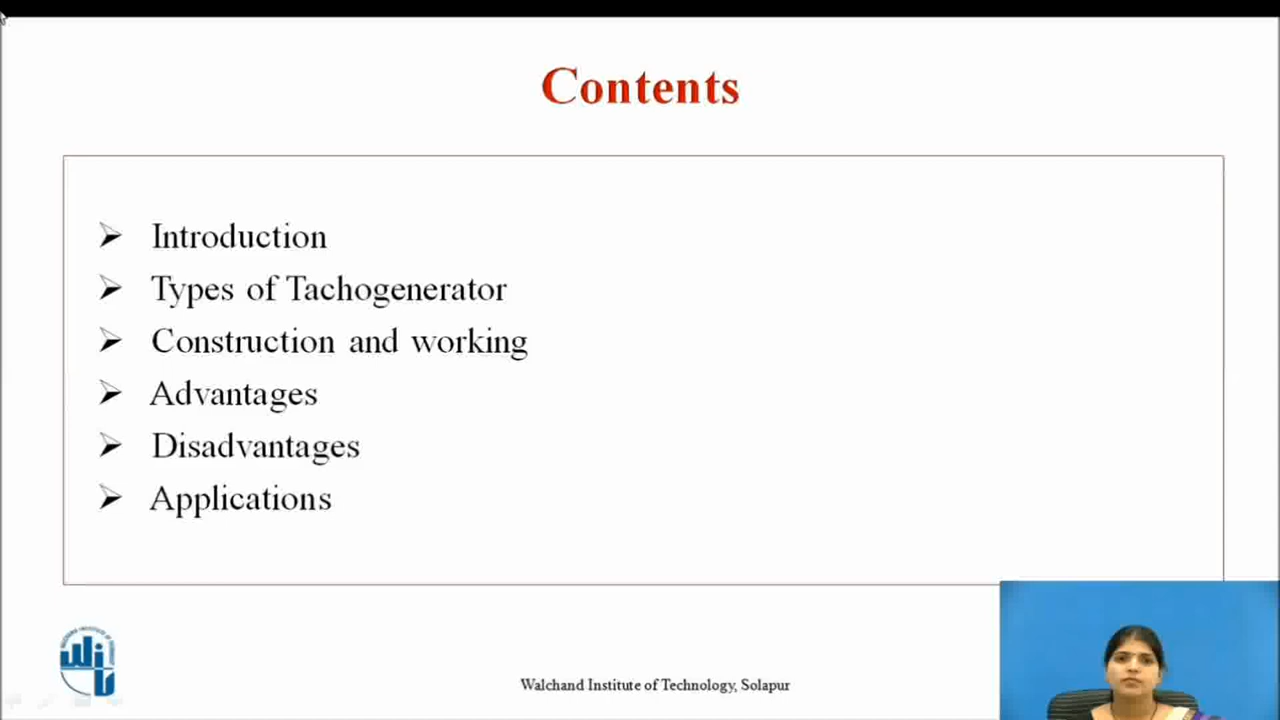 Contents
Introduction
Types of Tachogenerator
Construction and working
Advantages
Disadvantages
Applications
Walchand Institute of Technology, Solapur